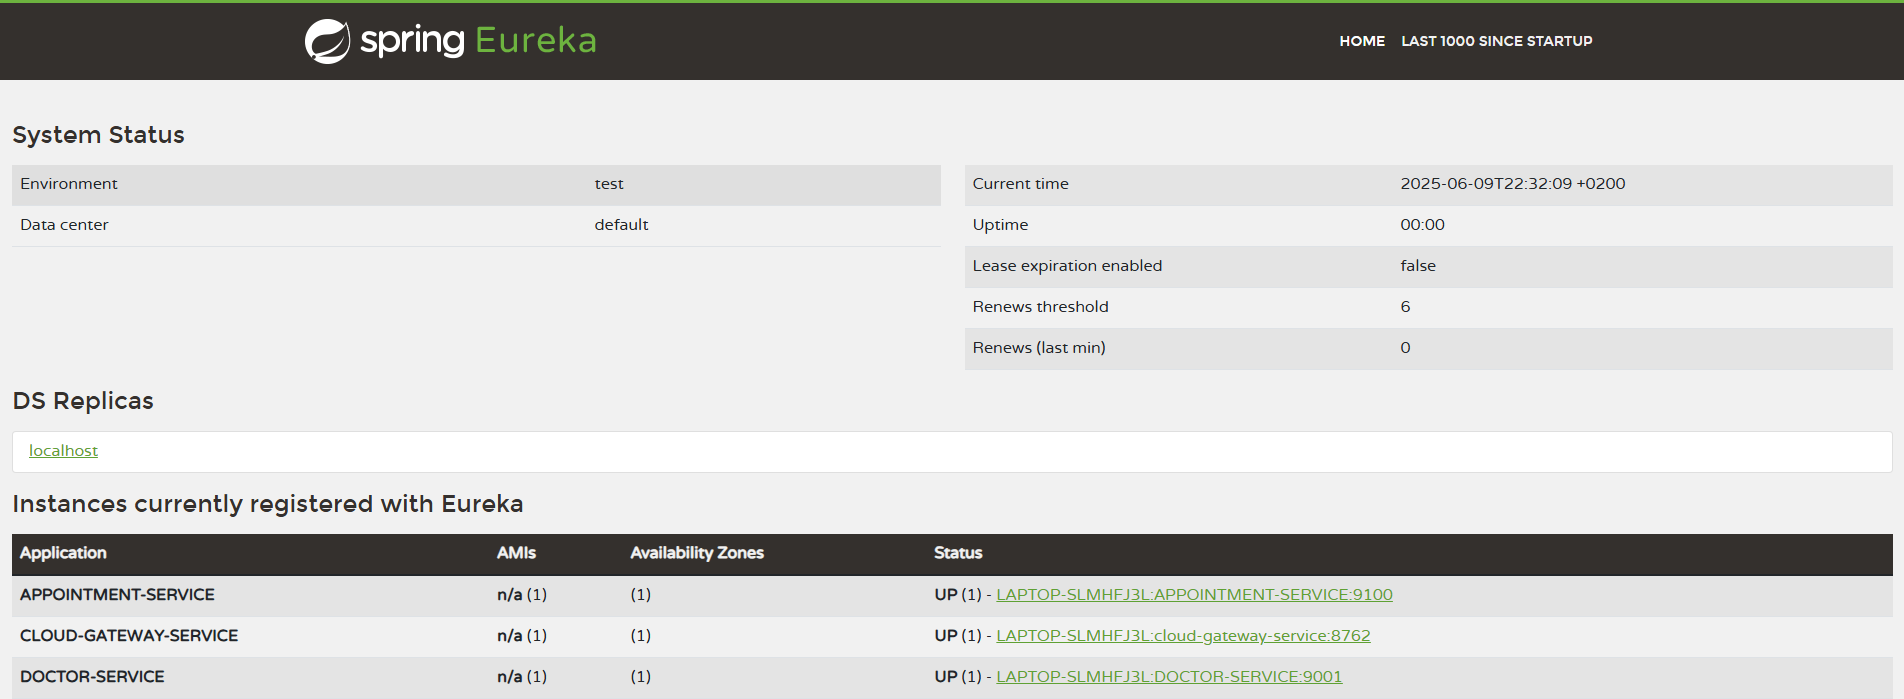 spring Eureka
HOME LAST 1000 SINCE STARTUP
System Status
Environment test
Data center default
Current time 2025-06-09T22:32:09 +0200
Uptime 00:00
Lease expiration enabled false
Renews threshold 6
Renews (last min) 0
DS Replicas
localhost
Instances currently registered with Eureka
Application AMIs Availability Zones Status
APPOINTMENT-SERVICE n/a (1) (1) UP (1) - LAPTOP-SLMHFJ3L:APPOINTMENT-SERVICE:9100
CLOUD-GATEWAY-SERVICE n/a (1) (1) UP (1) - LAPTOP-SLMHFJ3L:cloud-gateway-service:8762
DOCTOR-SERVICE n/a (1) (1) UP (1) - LAPTOP-SLMHFJ3L:DOCTOR-SERVICE:9001